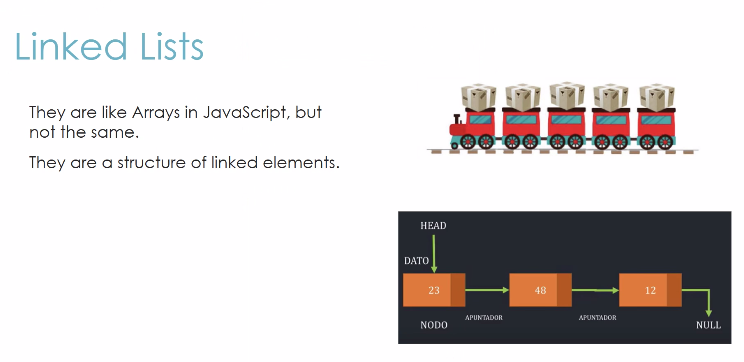 Linked Lists
They are like Arrays in JavaScript, but
not the same.
They are a structure of linked elements.
HEAD
DATO
23
48
12
APUNTADOR
APUNTADOR
NODO
NULL